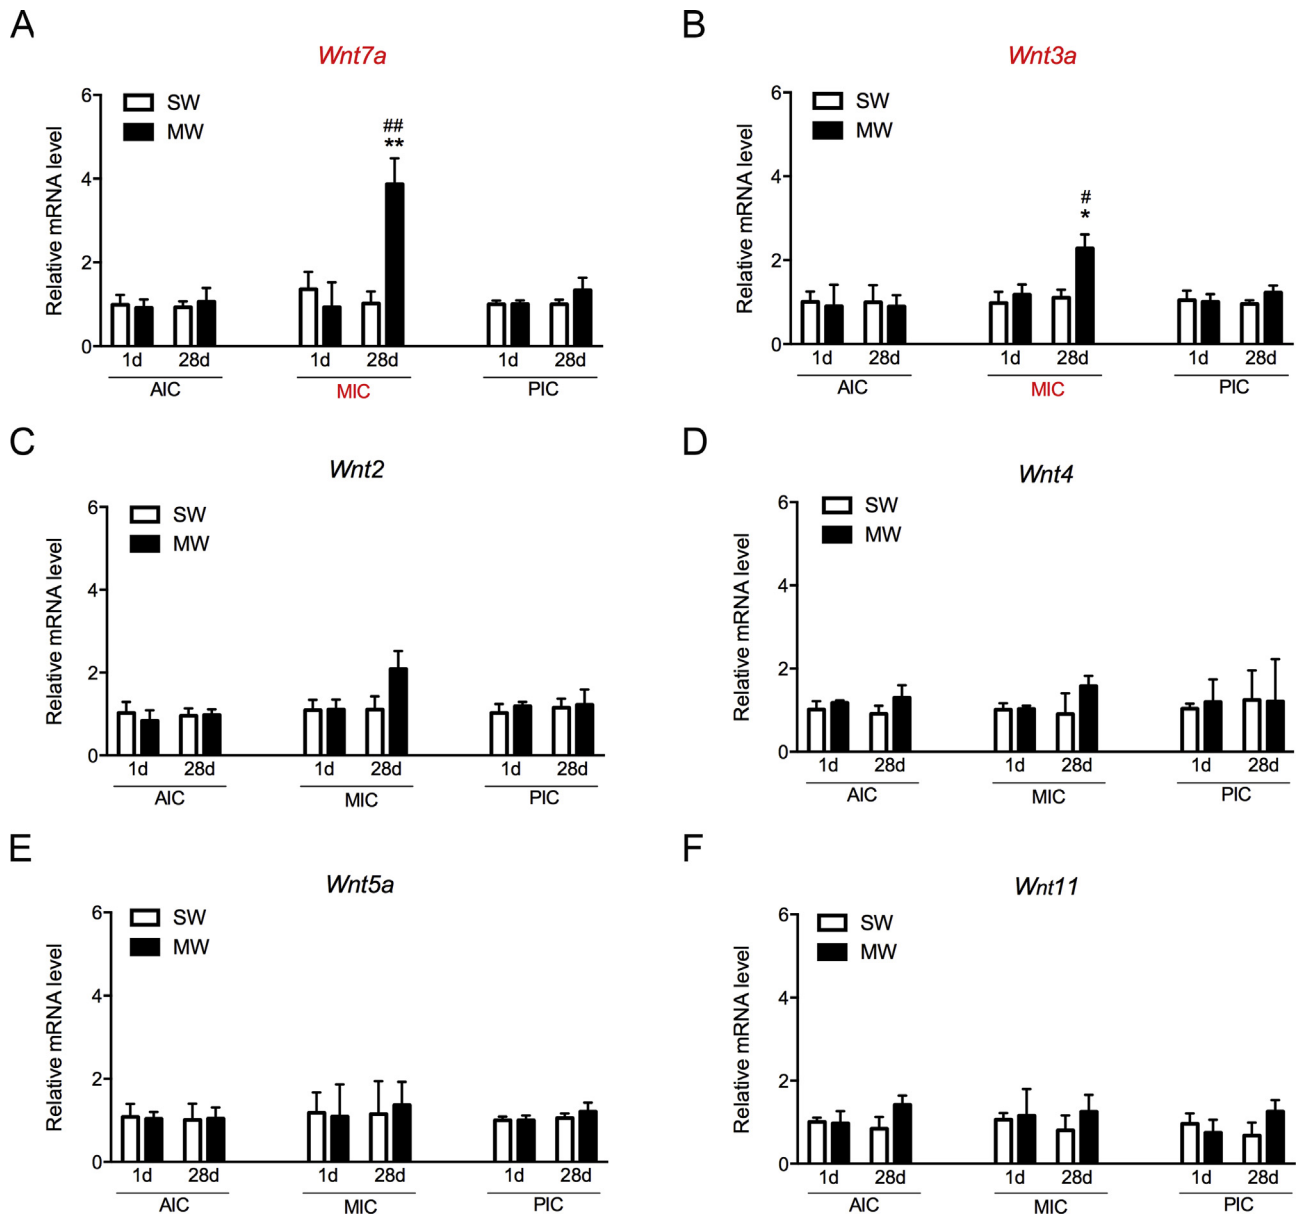 A
Wnt7a
Relative mRNA level
6
4
2
0
SW
MW
##
**
1d 28d 1d 28d 1d 28d
AIC MIC PIC
B
Wnt3a
Relative mRNA level
6
4
2
0
SW
MW
#
*
1d 28d 1d 28d 1d 28d
AIC MIC PIC
C
Wnt2
Relative mRNA level
6
4
2
0
SW
MW
1d 28d 1d 28d 1d 28d
AIC MIC PIC
D
Wnt4
Relative mRNA level
6
4
2
0
SW
MW
1d 28d 1d 28d 1d 28d
AIC MIC PIC
E
Wnt5a
Relative mRNA level
6
4
2
0
SW
MW
1d 28d 1d 28d 1d 28d
AIC MIC PIC
F
Wnt11
Relative mRNA level
6
4
2
0
SW
MW
1d 28d 1d 28d 1d 28d
AIC MIC PIC